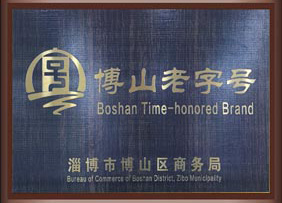 博山老字号
Boshan Time-honored Brand
淄博市博山区商务局
Bureau of Commerce of Boshan District, Zibo Municipality